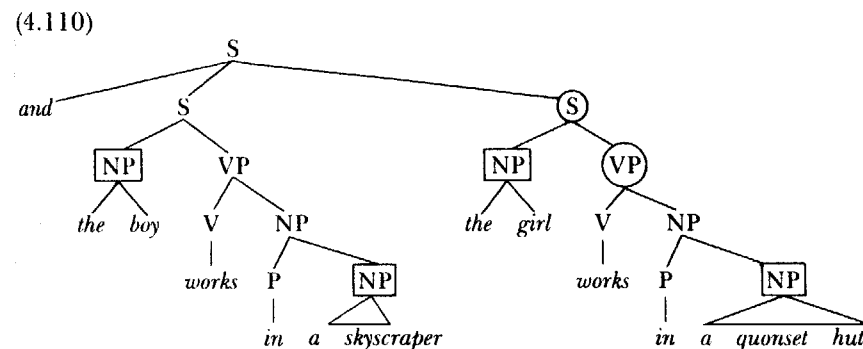 (4.110)
S
and S S
NP VP NP VP
the boy V NP the girl V NP
works P NP works P NP
in a skyscraper in a quonset hut